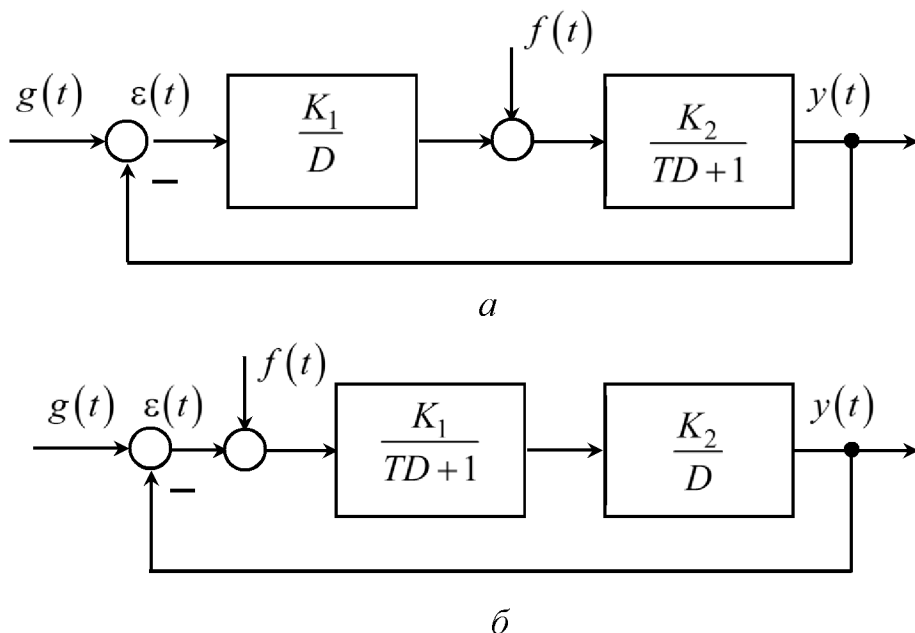 f(t)
g(t) ε(t) y(t)
K₁
D
K₂
TD + 1
−
а
f(t)
g(t) ε(t) y(t)
K₁
TD + 1
K₂
D
−
б